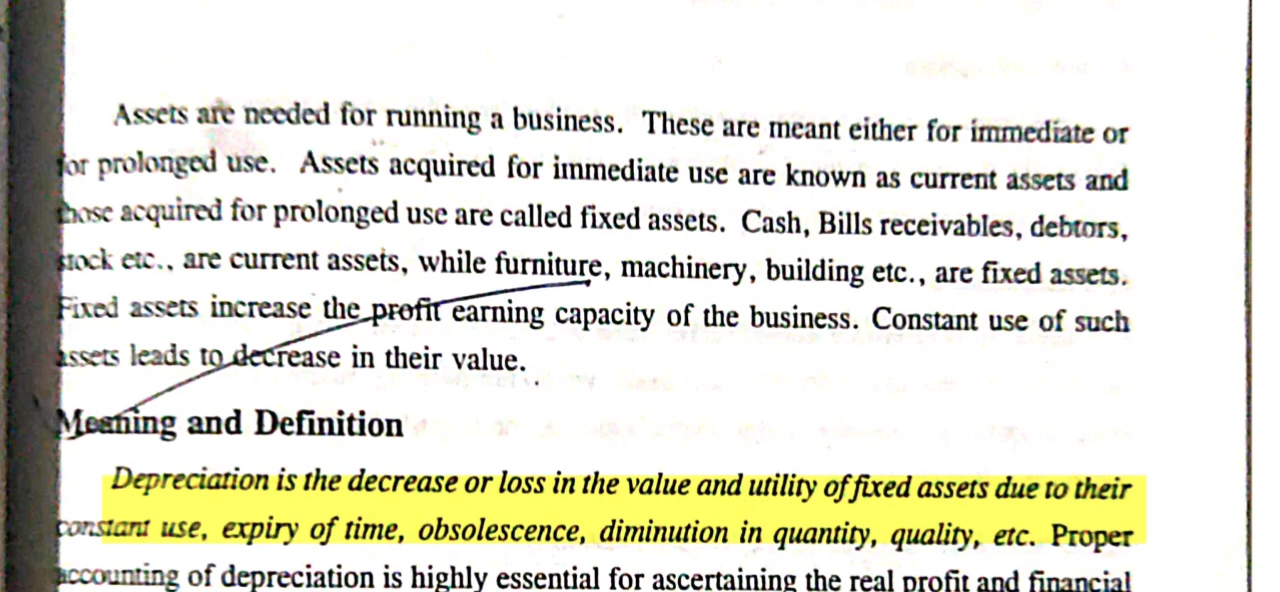 Assets are needed for running a business. These are meant either for immediate or
for prolonged use. Assets acquired for immediate use are known as current assets and
those acquired for prolonged use are called fixed assets. Cash, Bills receivables, debtors,
stock etc., are current assets, while furniture, machinery, building etc., are fixed assets.
Fixed assets increase the profit earning capacity of the business. Constant use of such
assets leads to decrease in their value.
Meaning and Definition
Depreciation is the decrease or loss in the value and utility of fixed assets due to their
constant use, expiry of time, obsolescence, diminution in quantity, quality, etc. Proper
accounting of depreciation is highly essential for ascertaining the real profit and financial